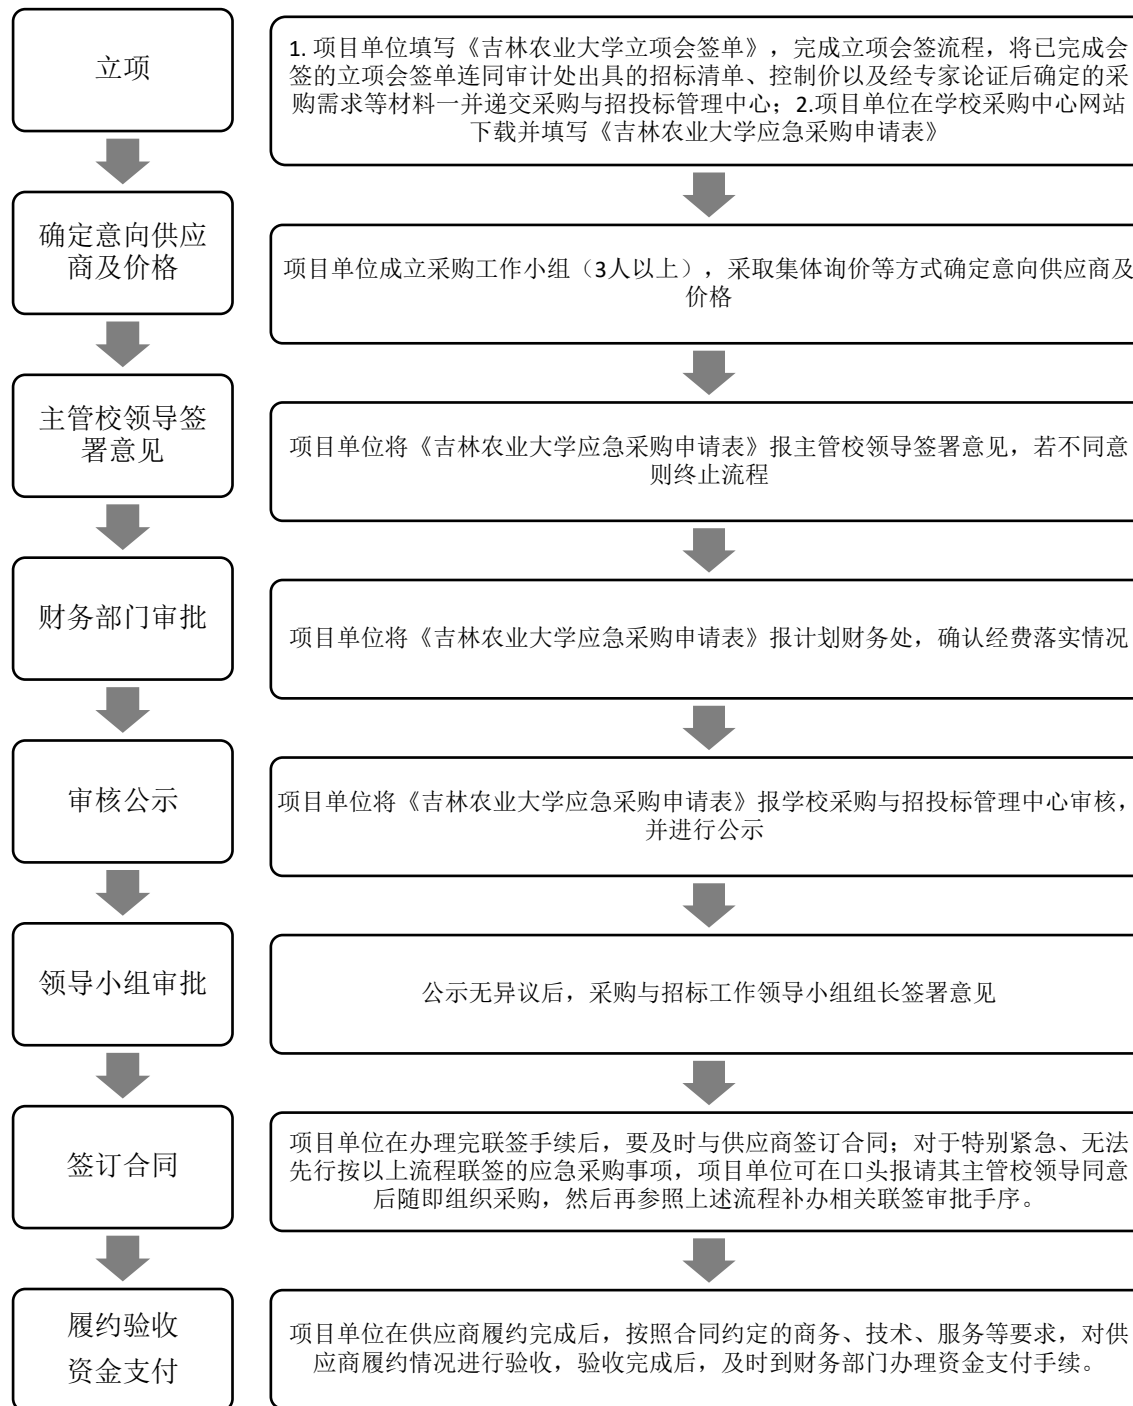 立项
1. 项目单位填写《吉林农业大学立项会签单》，完成立项会签流程，将已完成会
签的立项会签单连同审计处出具的招标清单、控制价以及经专家论证后确定的采
购需求等材料一并递交采购与招投标管理中心；2.项目单位在学校采购中心网站
下载并填写《吉林农业大学应急采购申请表》
确定意向供应
商及价格
项目单位成立采购工作小组（3人以上），采取集体询价等方式确定意向供应商及
价格
主管校领导签
署意见
项目单位将《吉林农业大学应急采购申请表》报主管校领导签署意见，若不同意
则终止流程
财务部门审批
项目单位将《吉林农业大学应急采购申请表》报计划财务处，确认经费落实情况
审核公示
项目单位将《吉林农业大学应急采购申请表》报学校采购与招投标管理中心审核，
并进行公示
领导小组审批
公示无异议后，采购与招标工作领导小组组长签署意见
签订合同
项目单位在办理完联签手续后，要及时与供应商签订合同；对于特别紧急、无法
先行按以上流程联签的应急采购事项，项目单位可在口头报请其主管校领导同意
后随即组织采购，然后再参照上述流程补办相关联签审批手序。
履约验收
资金支付
项目单位在供应商履约完成后，按照合同约定的商务、技术、服务等要求，对供
应商履约情况进行验收，验收完成后，及时到财务部门办理资金支付手续。